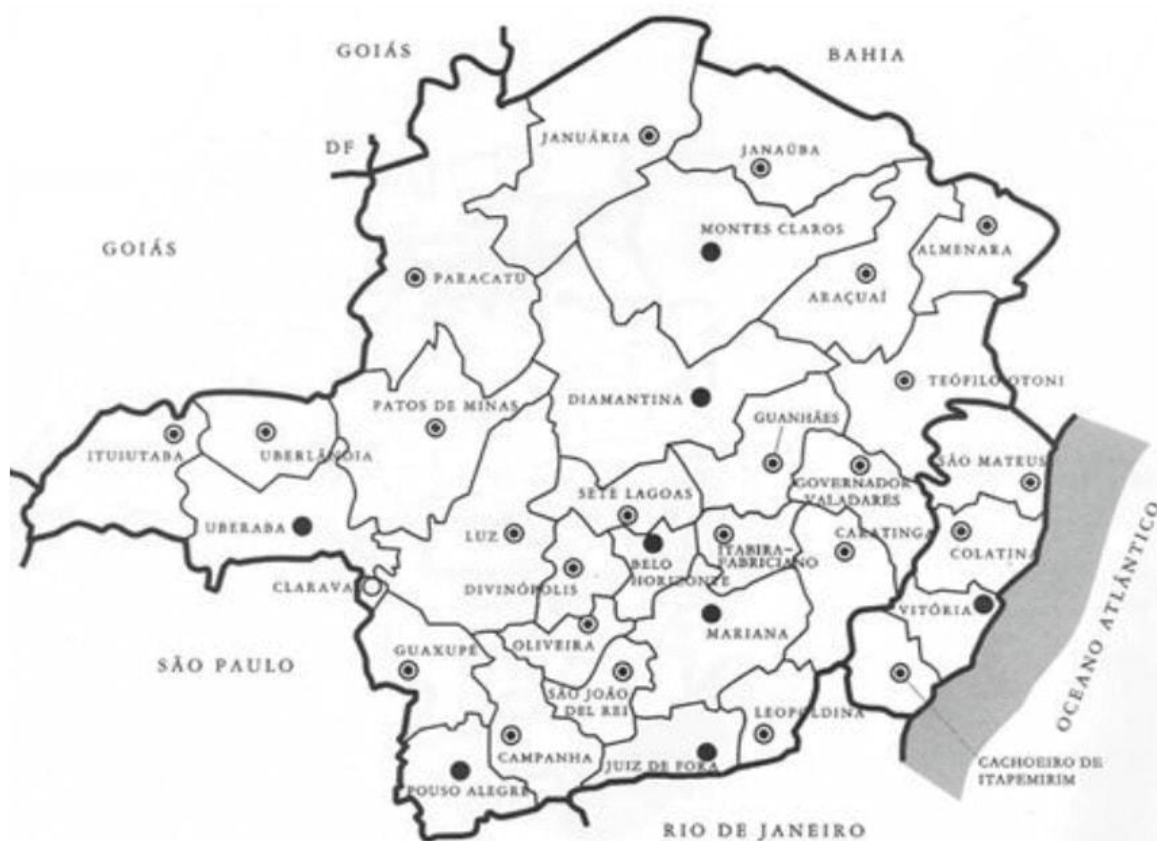 GOIÁS
BAHIA
JANUÁRIA
DF
JANAÚBA
MONTES CLAROS
GOIÁS
ALMENARA
PARACATU
ARAÇUAÍ
TEÓFILO OTONI
DIAMANTINA
PATOS DE MINAS
GUANHÃES
ITUIUTABA
UBERLÂNDIA
SÃO MATEUS
GOVERNADOR
VALADARES
SETE LAGOAS
UBERABA
LUZ
CARATINGA
ITABIRA-
FABRICIANO
COLATINA
BELO
HORIZONTE
CLARAVA
DIVINÓPOLIS
VITÓRIA
MARIANA
OLIVEIRA
GUAXUPÉ
SÃO PAULO
OCEANO ATLÂNTICO
SÃO JOÃO
DEL REI
LEOPOLDINA
CAMPANHA
JUIZ DE FORA
CACHOEIRO DE
ITAPEMIRIM
POUSO ALEGRE
RIO DE JANEIRO